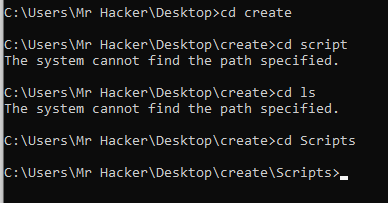 C:\Users\Mr Hacker\Desktop>cd create
C:\Users\Mr Hacker\Desktop\create>cd script
The system cannot find the path specified.
C:\Users\Mr Hacker\Desktop\create>cd ls
The system cannot find the path specified.
C:\Users\Mr Hacker\Desktop\create>cd Scripts
C:\Users\Mr Hacker\Desktop\create\Scripts>